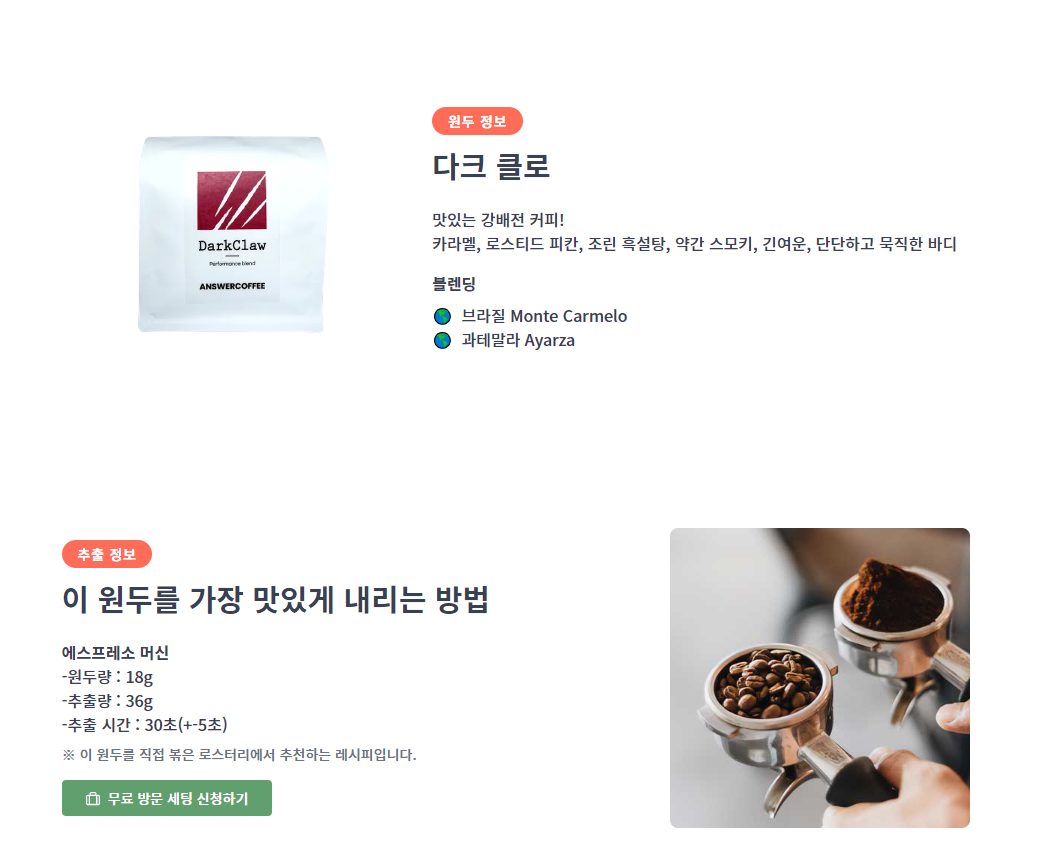 원두 정보
다크 클로
맛있는 강배전 커피!
카라멜, 로스티드 피칸, 조린 흑설탕, 약간 스모키, 긴여운, 단단하고 묵직한 바디
DarkClaw
Performance blend
ANSWERCOFFEE
블렌딩
브라질 Monte Carmelo
과테말라 Ayarza
추출 정보
이 원두를 가장 맛있게 내리는 방법
에스프레소 머신
-원두량 : 18g
-추출량 : 36g
-추출 시간 : 30초(+-5초)
※ 이 원두를 직접 볶은 로스터리에서 추천하는 레시피입니다.
무료 방문 세팅 신청하기